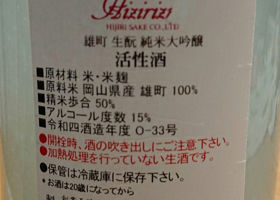 Hizirizi
HIJIRI SAKE CO.,LTD
雄町 生酛 純米大吟醸
活性酒
■原材料 米・米麹
■原料米 岡山県産 雄町 100%
■精米歩合 50%
■アルコール度数 15%
■令和四酒造年度 O-33号
●開栓時、酒の吹き出しにご注意下さい。
●加熱処理を行っていない生酒です。
●保管は冷蔵庫に保存下さい。
*お酒は20歳になってから